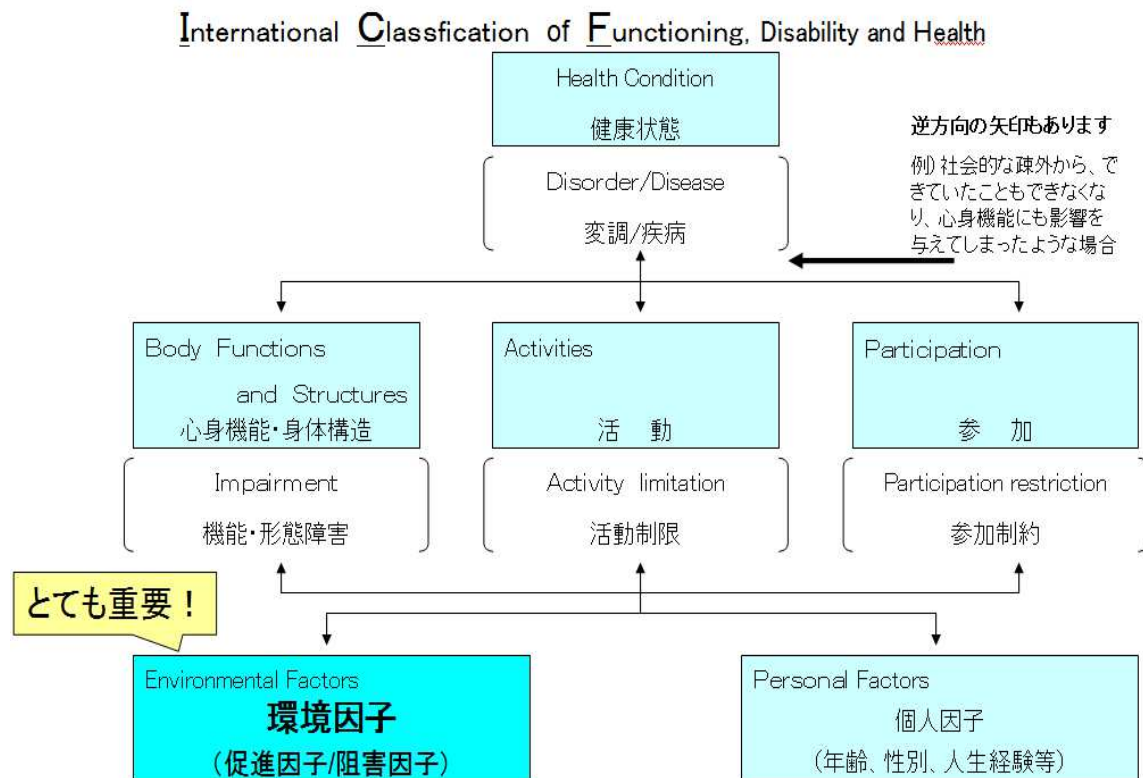 International Classfication of Functioning, Disability and Health
Health Condition
健康状態
逆方向の矢印もあります
例) 社会的な疎外から、で
きていたこともできなくな
り、心身機能にも影響を
与えてしまったような場合
Disorder/Disease
変調/疾病
Body Functions
and Structures
心身機能・身体構造
Activities
活 動
Participation
参 加
Impairment
機能・形態障害
Activity limitation
活動制限
Participation restriction
参加制約
とても重要！
Environmental Factors
環境因子
(促進因子/阻害因子)
Personal Factors
個人因子
(年齢、性別、人生経験等)